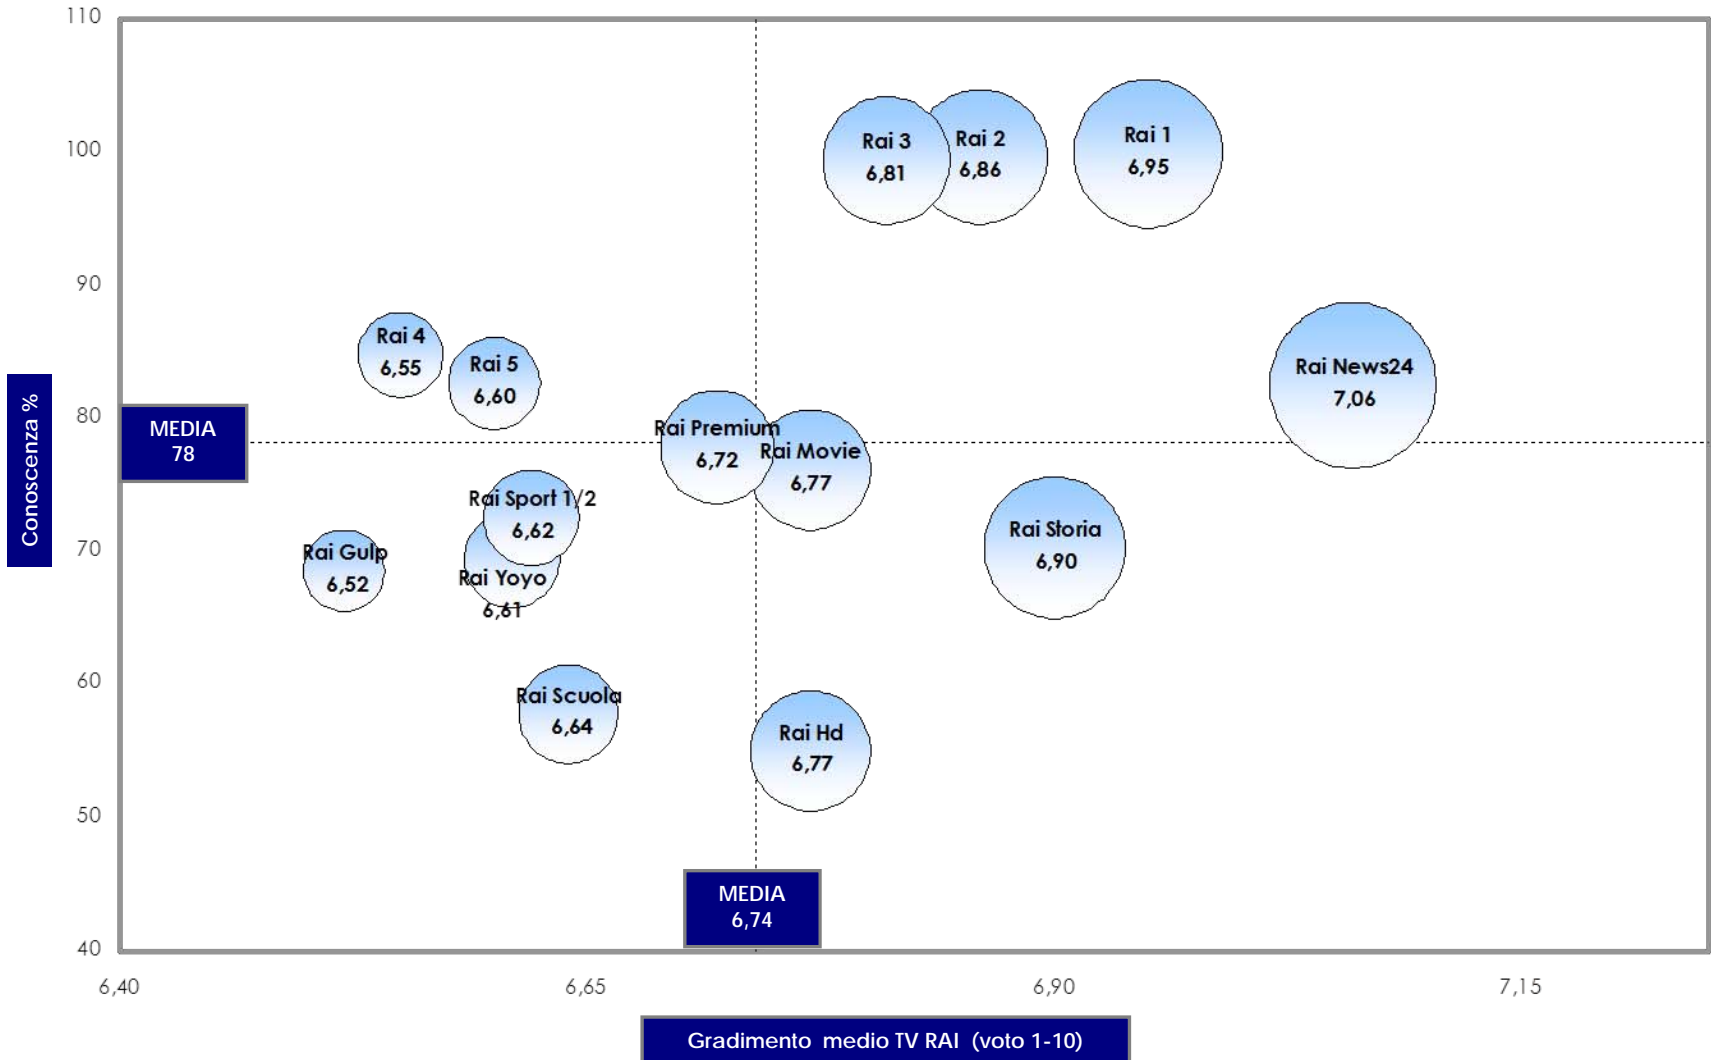 110
100
90
80
70
60
50
40
Conoscenza %
MEDIA
78
Rai 3
6,81
Rai 2
6,86
Rai 1
6,95
Rai 4
6,55
Rai 5
6,60
Rai News24
7,06
Rai Premium
6,72
Rai Movie
6,77
Rai Sport 1/2
6,62
Rai Gulp
6,52
Rai Yoyo
6,61
Rai Storia
6,90
Rai Scuola
6,64
Rai Hd
6,77
MEDIA
6,74
6,40
6,65
6,90
7,15
Gradimento medio TV RAI (voto 1-10)